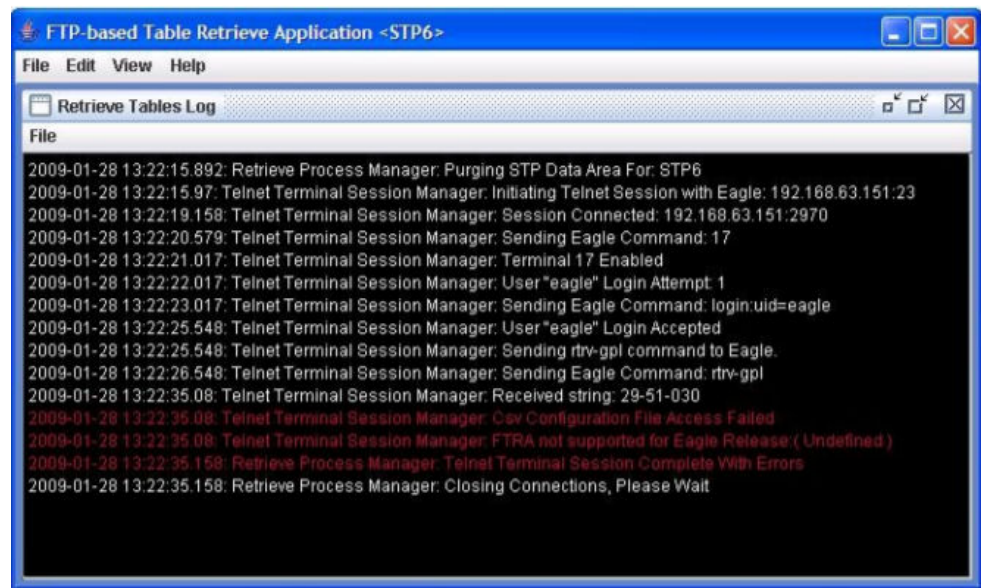 FTP-based Table Retrieve Application <STP6>
File Edit View Help
Retrieve Tables Log
File
2009-01-28 13:22:15.892: Retrieve Process Manager: Purging STP Data Area For: STP6
2009-01-28 13:22:15.97: Telnet Terminal Session Manager: Initiating Telnet Session with Eagle: 192.168.63.151:23
2009-01-28 13:22:19.158: Telnet Terminal Session Manager: Session Connected: 192.168.63.151:2970
2009-01-28 13:22:20.579: Telnet Terminal Session Manager: Sending Eagle Command: 17
2009-01-28 13:22:21.017: Telnet Terminal Session Manager: Terminal 17 Enabled
2009-01-28 13:22:22.017: Telnet Terminal Session Manager: User "eagle" Login Attempt: 1
2009-01-28 13:22:23.017: Telnet Terminal Session Manager: Sending Eagle Command: login:uid=eagle
2009-01-28 13:22:25.548: Telnet Terminal Session Manager: User "eagle" Login Accepted
2009-01-28 13:22:25.548: Telnet Terminal Session Manager: Sending rtrv-gpl command to Eagle.
2009-01-28 13:22:26.548: Telnet Terminal Session Manager: Sending Eagle Command: rtrv-gpl
2009-01-28 13:22:35.08: Telnet Terminal Session Manager: Received string: 29-51-030
2009-01-28 13:22:35.08: Telnet Terminal Session Manager: Csv Configuration File Access Failed
2009-01-28 13:22:35.08: Telnet Terminal Session Manager: FTRA not supported for Eagle Release:( Undefined )
2009-01-28 13:22:35.158: Retrieve Process Manager: Telnet Terminal Session Complete With Errors
2009-01-28 13:22:35.158: Retrieve Process Manager: Closing Connections, Please Wait